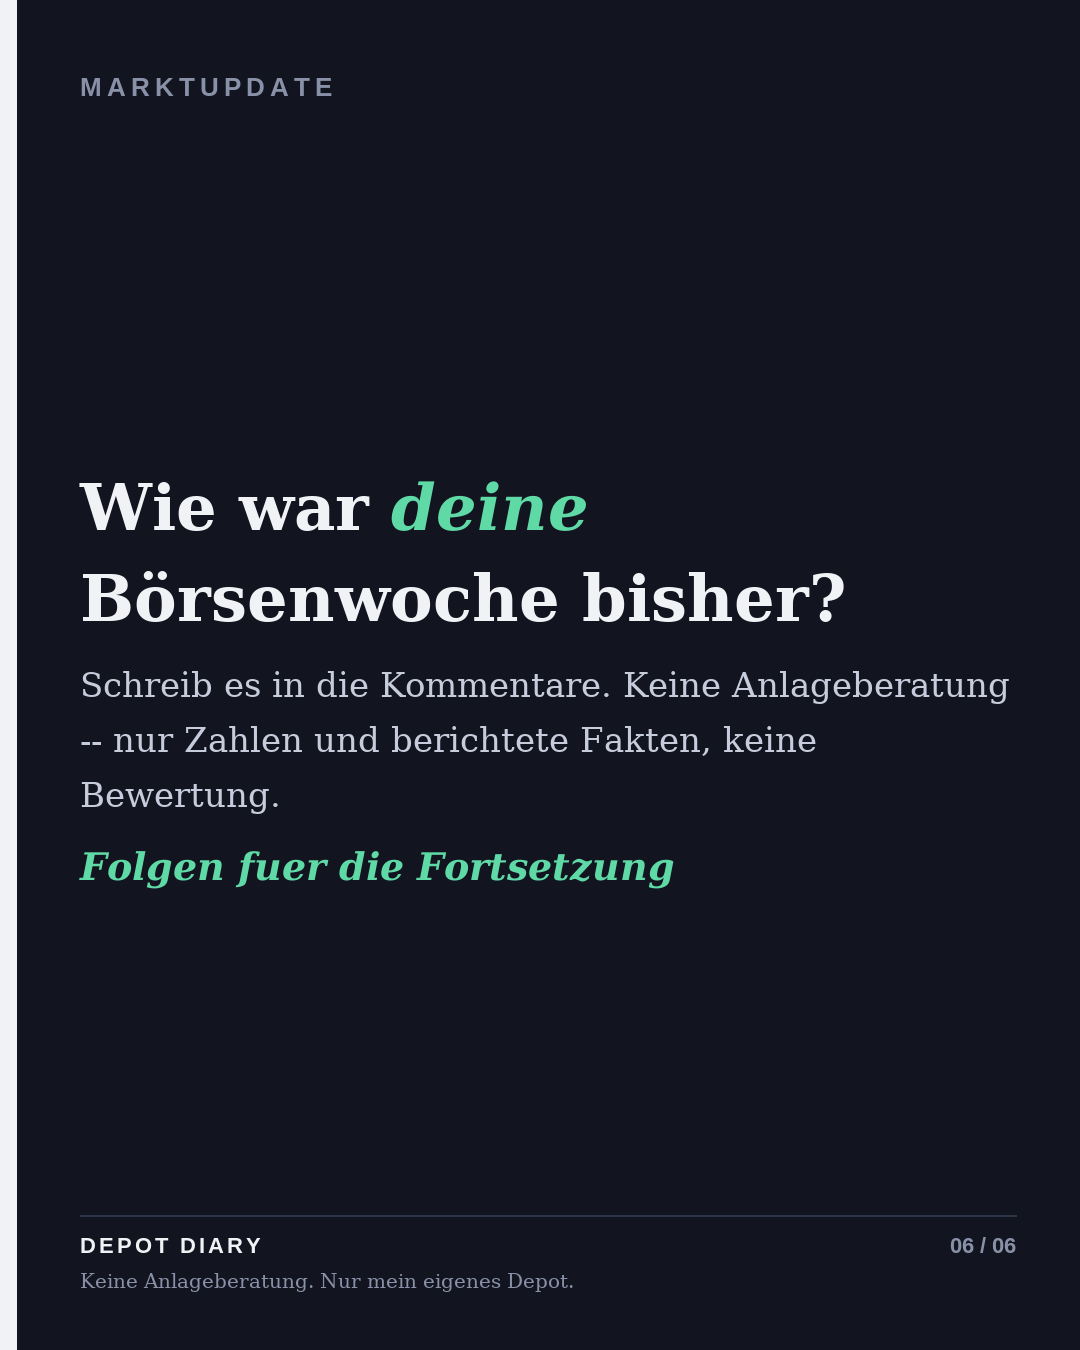 MARKTUPDATE
Wie war deine
Börsenwoche bisher?
Schreib es in die Kommentare. Keine Anlageberatung
-- nur Zahlen und berichtete Fakten, keine
Bewertung.
Folgen fuer die Fortsetzung
DEPOT DIARY
06 / 06
Keine Anlageberatung. Nur mein eigenes Depot.